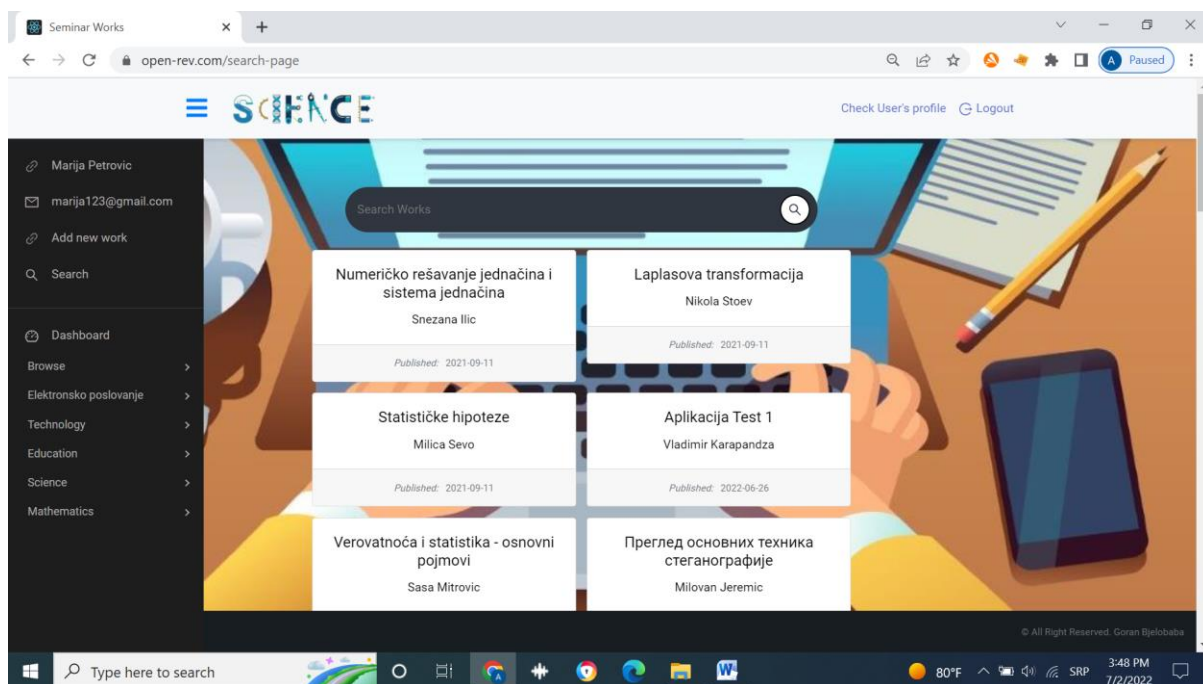 Seminar Works
open-rev.com/search-page
A
Paused
SCIENCE
Check User's profile
Logout
Marija Petrovic
marija123@gmail.com
Add new work
Search
Dashboard
Browse
Elektronsko poslovanje
Technology
Education
Science
Mathematics
Search Works
Numeričko rešavanje jednačina i
sistema jednačina
Snezana Ilic
Published: 2021-09-11
Laplasova transformacija
Nikola Stoev
Published: 2021-09-11
Statističke hipoteze
Milica Sevo
Published: 2021-09-11
Aplikacija Test 1
Vladimir Karapandza
Published: 2022-06-26
Verovatnoća i statistika - osnovni
pojmovi
Sasa Mitrovic
Преглед основних техника
стеганографије
Milovan Jeremic
© All Right Reserved. Goran Bjelobaba
Type here to search
80°F
SRP
3:48 PM
7/2/2022